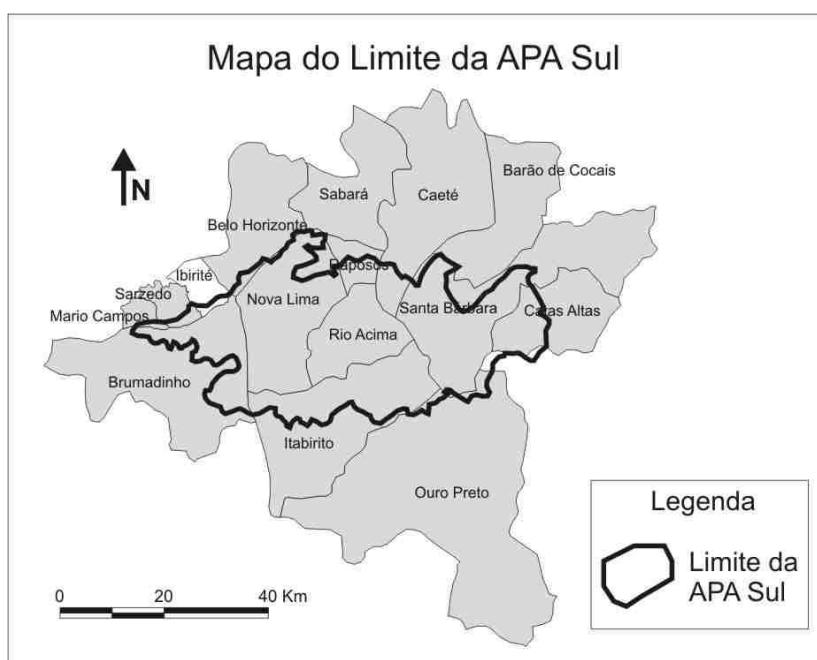 Mapa do Limite da APA Sul
N
Barão de Cocais
Sabará
Caeté
Belo Horizonte
Raposos
Ibirité
Sarzedo
Nova Lima
Santa Bárbara
Catas Altas
Mario Campos
Rio Acima
Brumadinho
Itabirito
Ouro Preto
Legenda
Limite da
APA Sul
0 20 40 Km